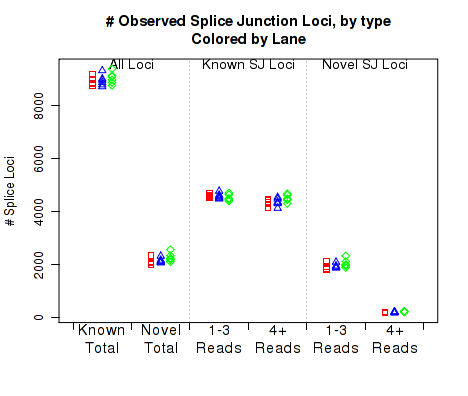 # Observed Splice Junction Loci, by type
Colored by Lane
All Loci
Known SJ Loci
Novel SJ Loci
# Splice Loci
8000
6000
4000
2000
0
Known Total
Novel Total
1-3 Reads
4+ Reads
1-3 Reads
4+ Reads